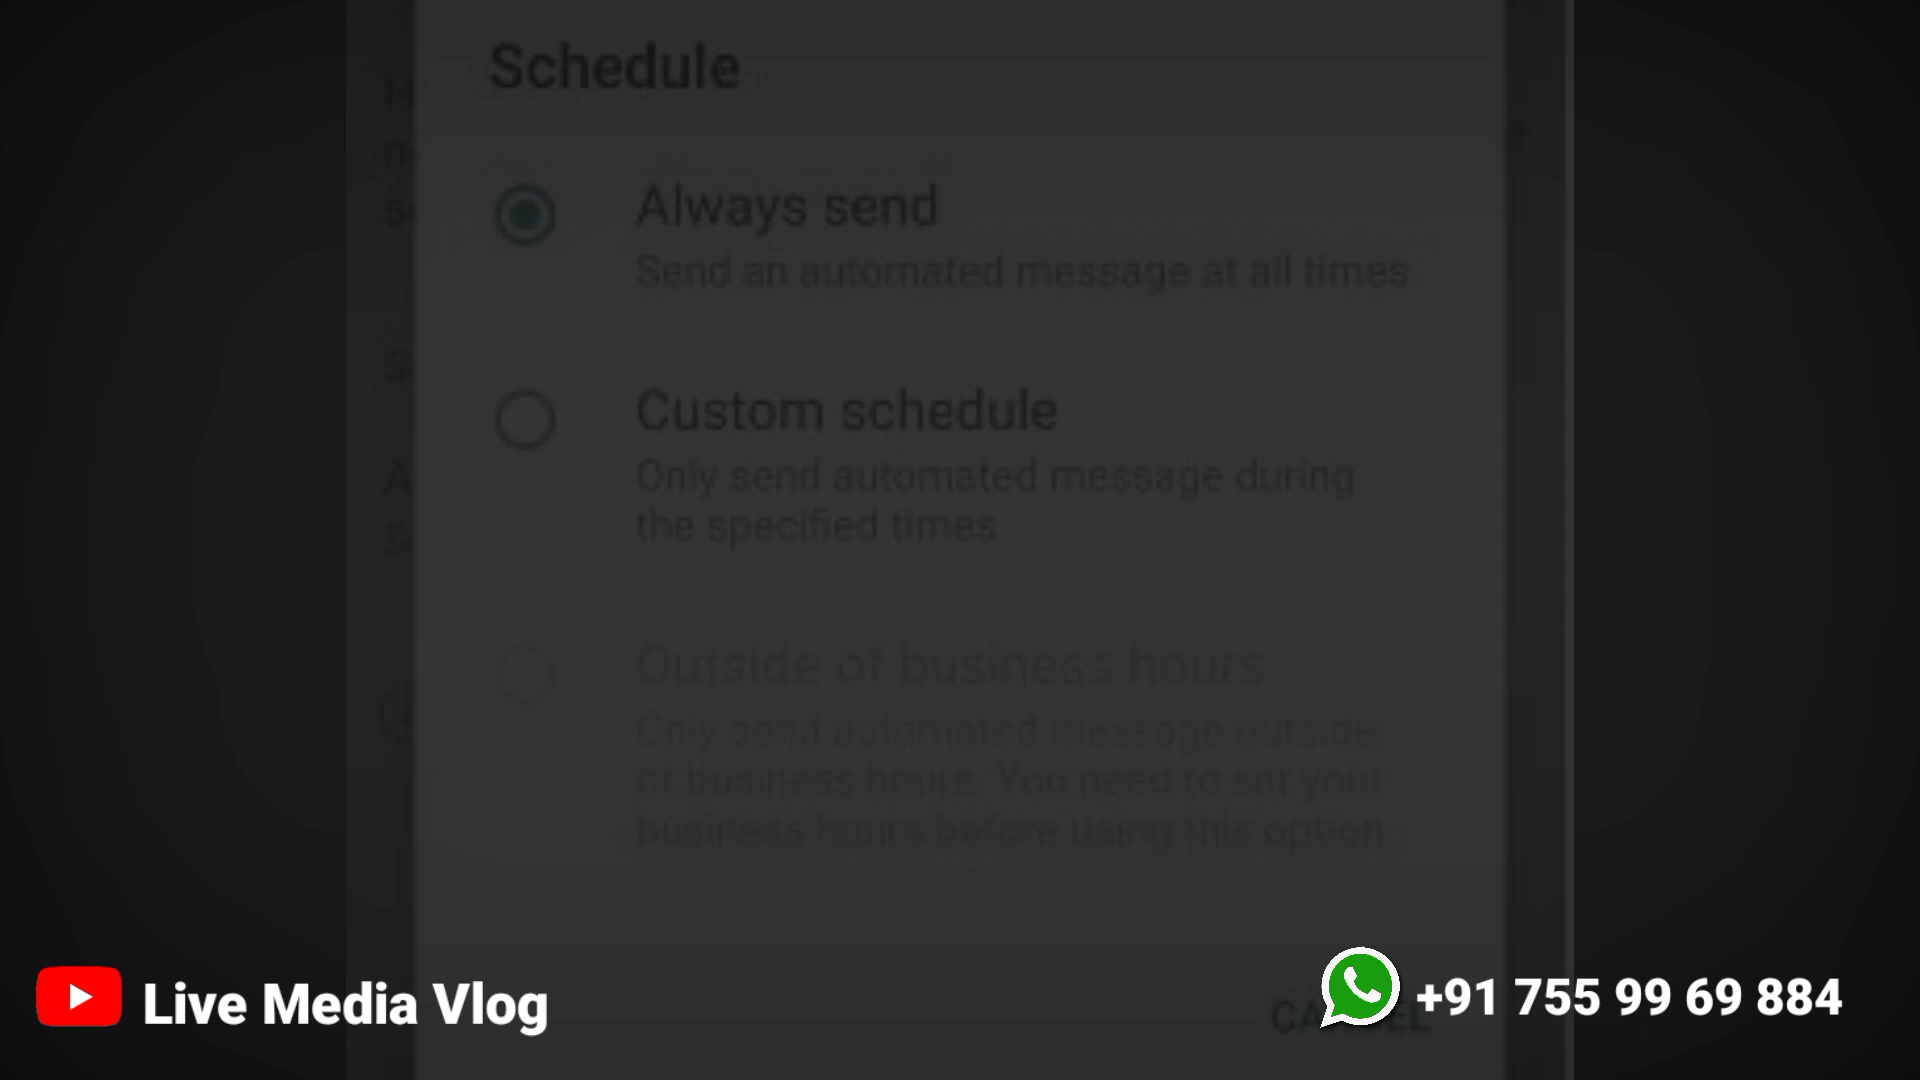 Schedule
Always send
Send an automated message at all times
Custom schedule
Only send automated message during
the specified times
Outside of business hours
Only send automated message outside
of business hours. You need to set your
business hours before using this option.
CANCEL
Live Media Vlog
+91 755 99 69 884